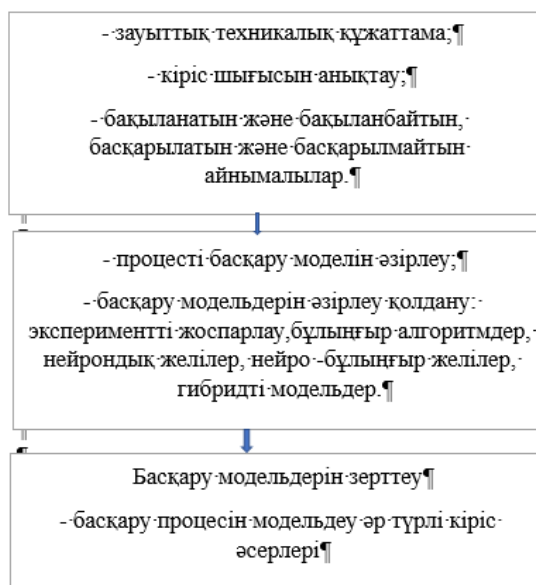 - зауыттық техникалық құжаттама;¶
- кіріс шығысын анықтау;¶
- бақыланатын және бақыланбайтын,
басқарылатын және басқарылмайтын
айнымалылар.¶
- процесті басқару моделін әзірлеу;¶
- басқару модельдерін әзірлеу қолдану:
экспериментті жоспарлау,бұлыңғыр алгоритмдер,
нейрондық желілер, нейро -бұлыңғыр желілер,
гибридті модельдер.¶
Басқару модельдерін зерттеу¶
- басқару процесін модельдеу әр түрлі кіріс
әсерлері¶